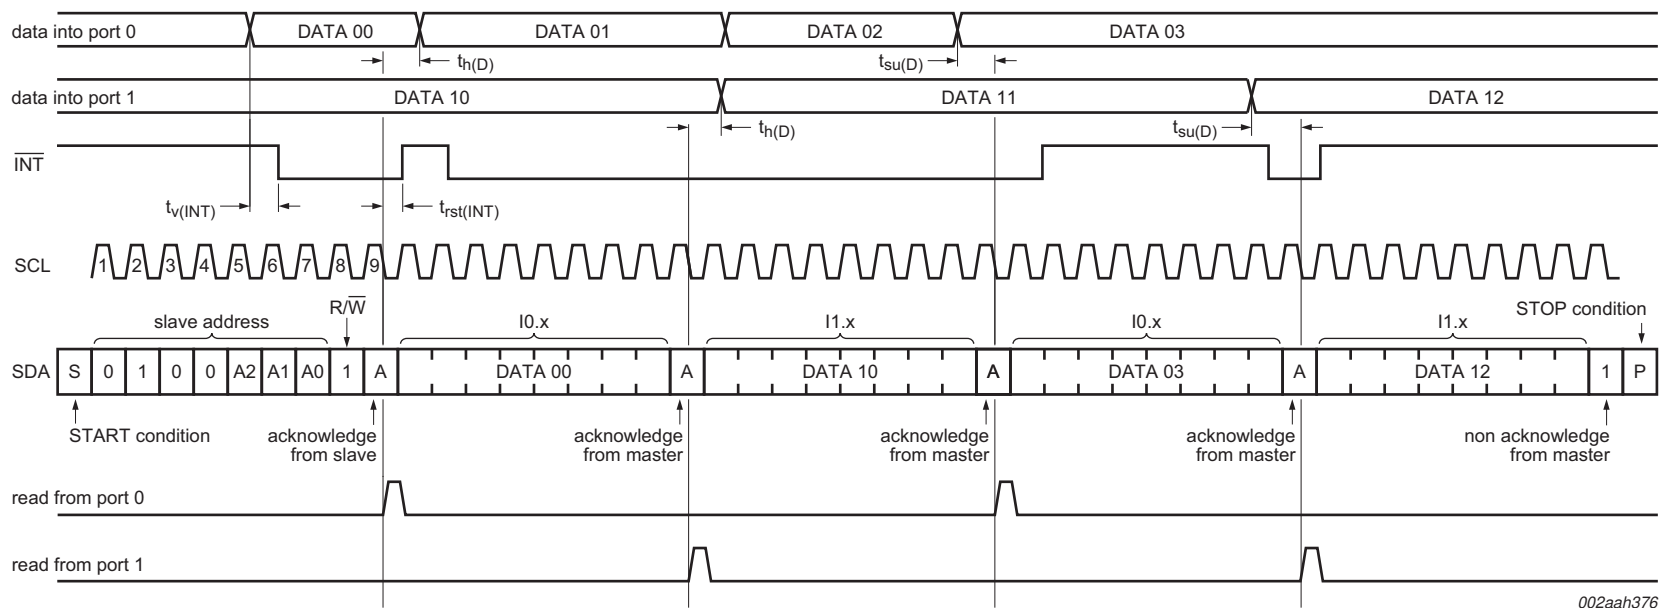 data into port 0 DATA 00 DATA 01 DATA 02 DATA 03
th(D) tsu(D)
data into port 1 DATA 10 DATA 11 DATA 12
th(D) tsu(D)
INT
tv(INT) trst(INT)
SCL 1 2 3 4 5 6 7 8 9
R/W STOP condition
slave address I0.x I1.x I0.x I1.x
SDA S 0 1 0 0 A2 A1 A0 1 A DATA 00 A DATA 10 A DATA 03 A DATA 12 1 P
START condition acknowledge acknowledge acknowledge acknowledge non acknowledge
from slave from master from master from master from master
read from port 0
read from port 1
002aah376